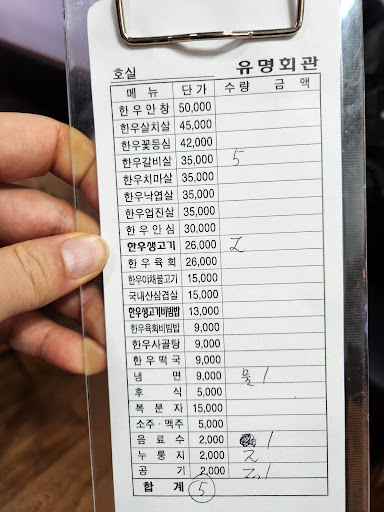 호실 유명회관
메뉴 단가 수량 금액
한우안창 50,000
한우살치살 45,000
한우꽃등심 42,000
한우갈비살 35,000 5
한우치마살 35,000
한우낙엽살 35,000
한우업진살 35,000
한우안심 30,000
한우생고기 26,000 2
한우육회 26,000
한우야채불고기 15,000
국내산삼겹살 15,000
한우생고기비빔밥 13,000
한우육회비빔밥 9,000
한우사골탕 9,000
한우떡국 9,000
냉면 9,000 물 1
후식 5,000
복분자 15,000
소주·맥주 5,000
음료수 2,000 1
누룽지 2,000 2
공기 2,000
합계 5